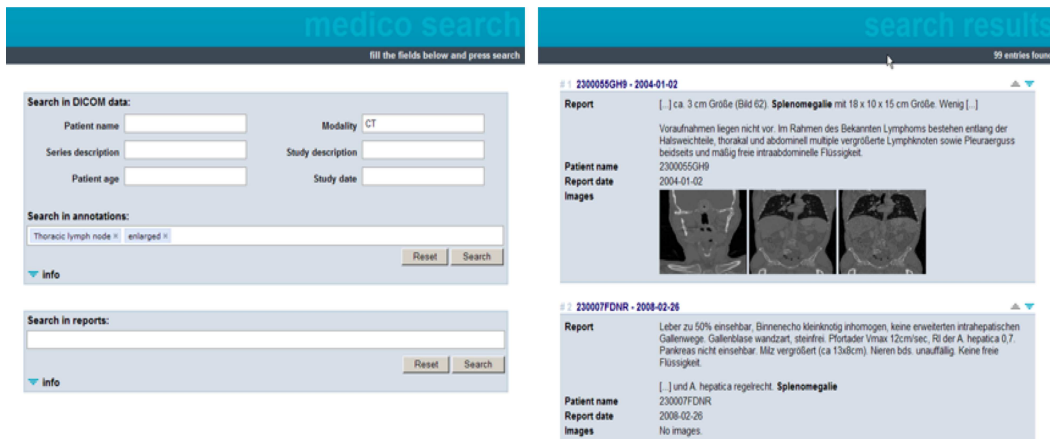 medico search
fill the fields below and press search
Search in DICOM data:
Patient name
Modality CT
Series description
Study description
Patient age
Study date
Search in annotations:
Thoracic lymph node × enlarged ×
Reset Search
info
Search in reports:
Reset Search
info
search results
99 entries found
# 1 2300055GH9 - 2004-01-02
Report [...] ca. 3 cm Größe (Bild 62). Splenomegalie mit 18 x 10 x 15 cm Größe. Wenig [...]
Voraufnahmen liegen nicht vor. Im Rahmen des Bekannten Lymphoms bestehen entlang der
Halsweichteile, thorakal und abdominell multiple vergrößerte Lymphknoten sowie Pleuraerguss
beidseits und mäßig freie intraabdominelle Flüssigkeit.
Patient name 2300055GH9
Report date 2004-01-02
Images
# 2 230007FDNR - 2008-02-26
Report Leber zu 50% einsehbar, Binnenecho kleinknotig inhomogen, keine erweiterten intrahepatischen
Gallenwege. Gallenblase wandzart, steinfrei. Pfortader Vmax 12cm/sec, RI der A. hepatica 0,7.
Pankreas nicht einsehbar. Milz vergrößert (ca 13x8cm). Nieren bds. unauffällig. Keine freie
Flüssigkeit.
[...] und A. hepatica regelrecht. Splenomegalie
Patient name 230007FDNR
Report date 2008-02-26
Images No images.